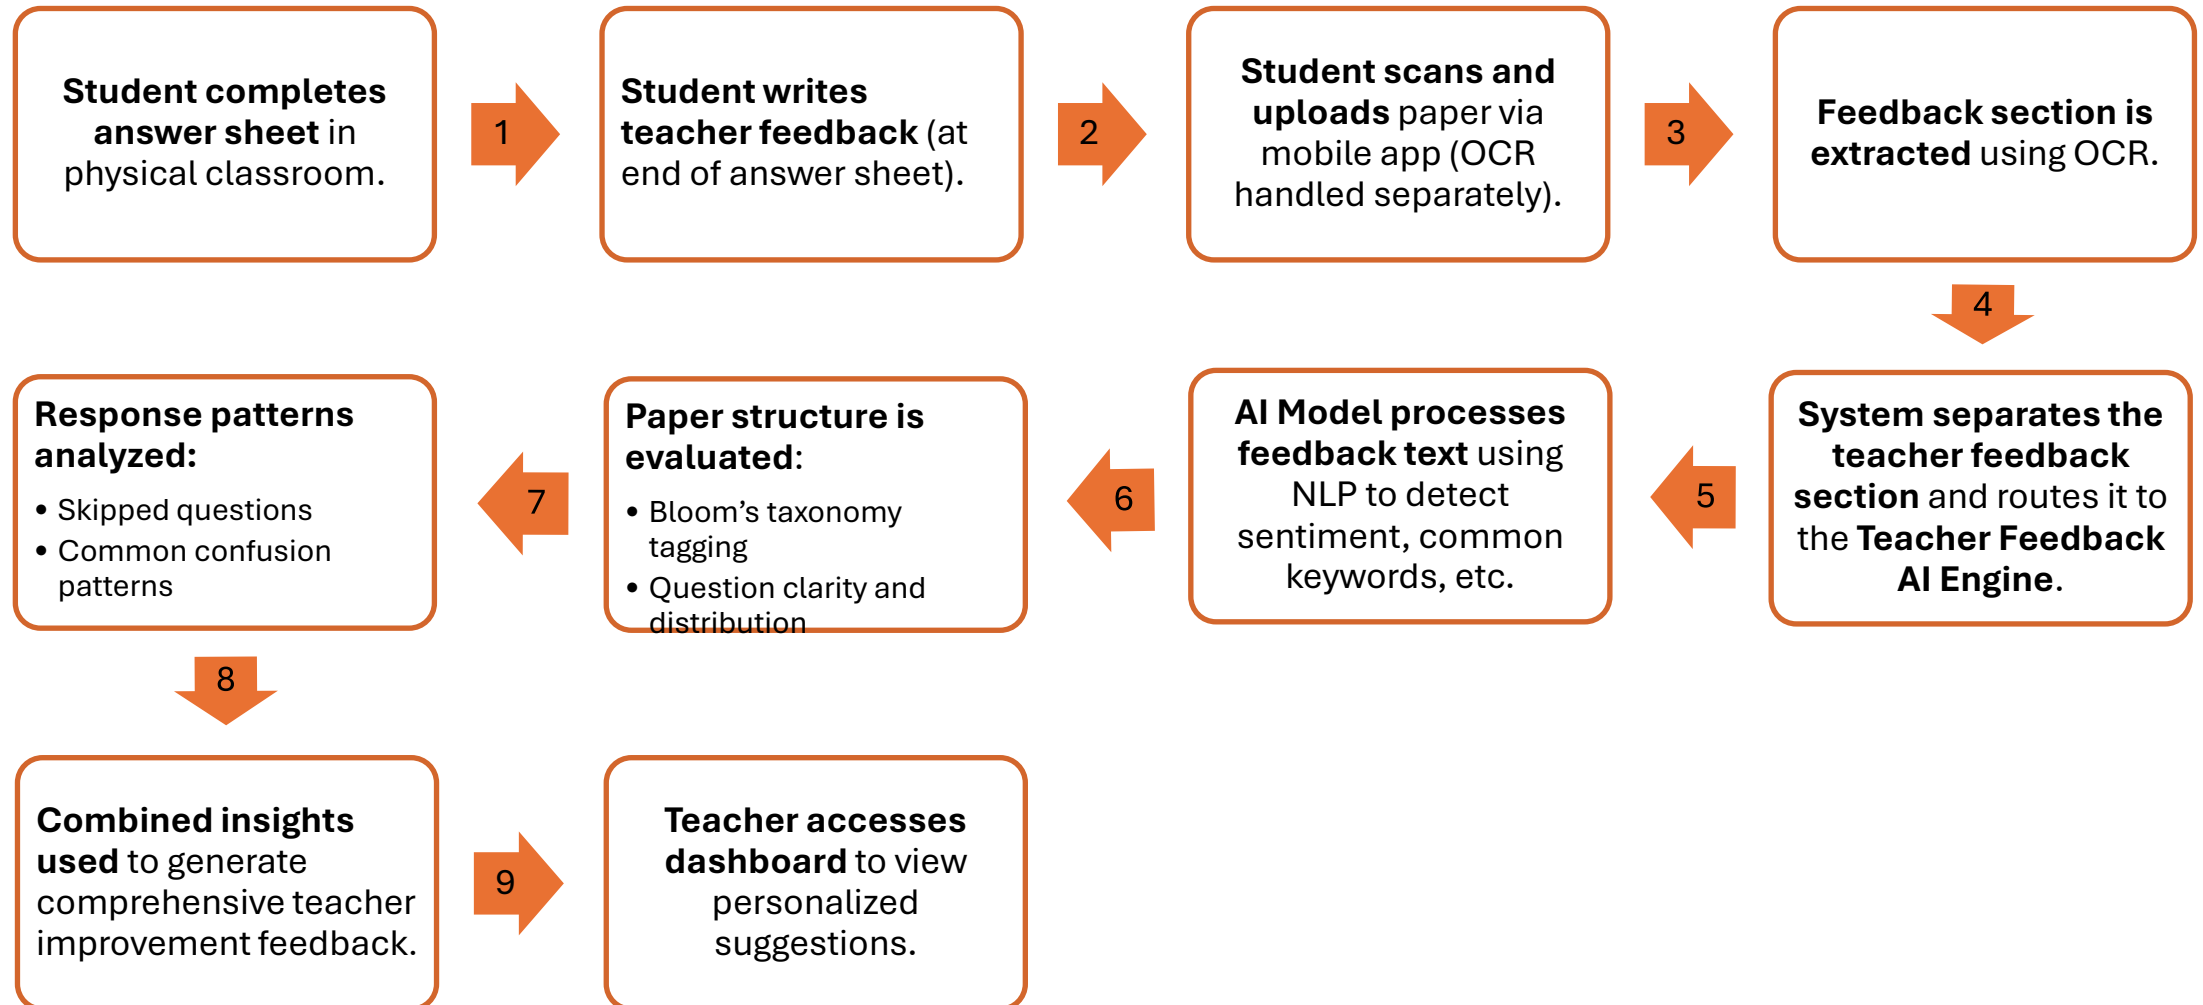 Student completes
answer sheet in
physical classroom.
1
Student writes
teacher feedback (at
end of answer sheet).
2
Student scans and
uploads paper via
mobile app (OCR
handled separately).
3
Feedback section is
extracted using OCR.
4
System separates the
teacher feedback
section and routes it to
the Teacher Feedback
AI Engine.
5
AI Model processes
feedback text using
NLP to detect
sentiment, common
keywords, etc.
6
Paper structure is
evaluated:
• Bloom’s taxonomy
tagging
• Question clarity and
distribution
7
Response patterns
analyzed:
• Skipped questions
• Common confusion
patterns
8
Combined insights
used to generate
comprehensive teacher
improvement feedback.
9
Teacher accesses
dashboard to view
personalized
suggestions.